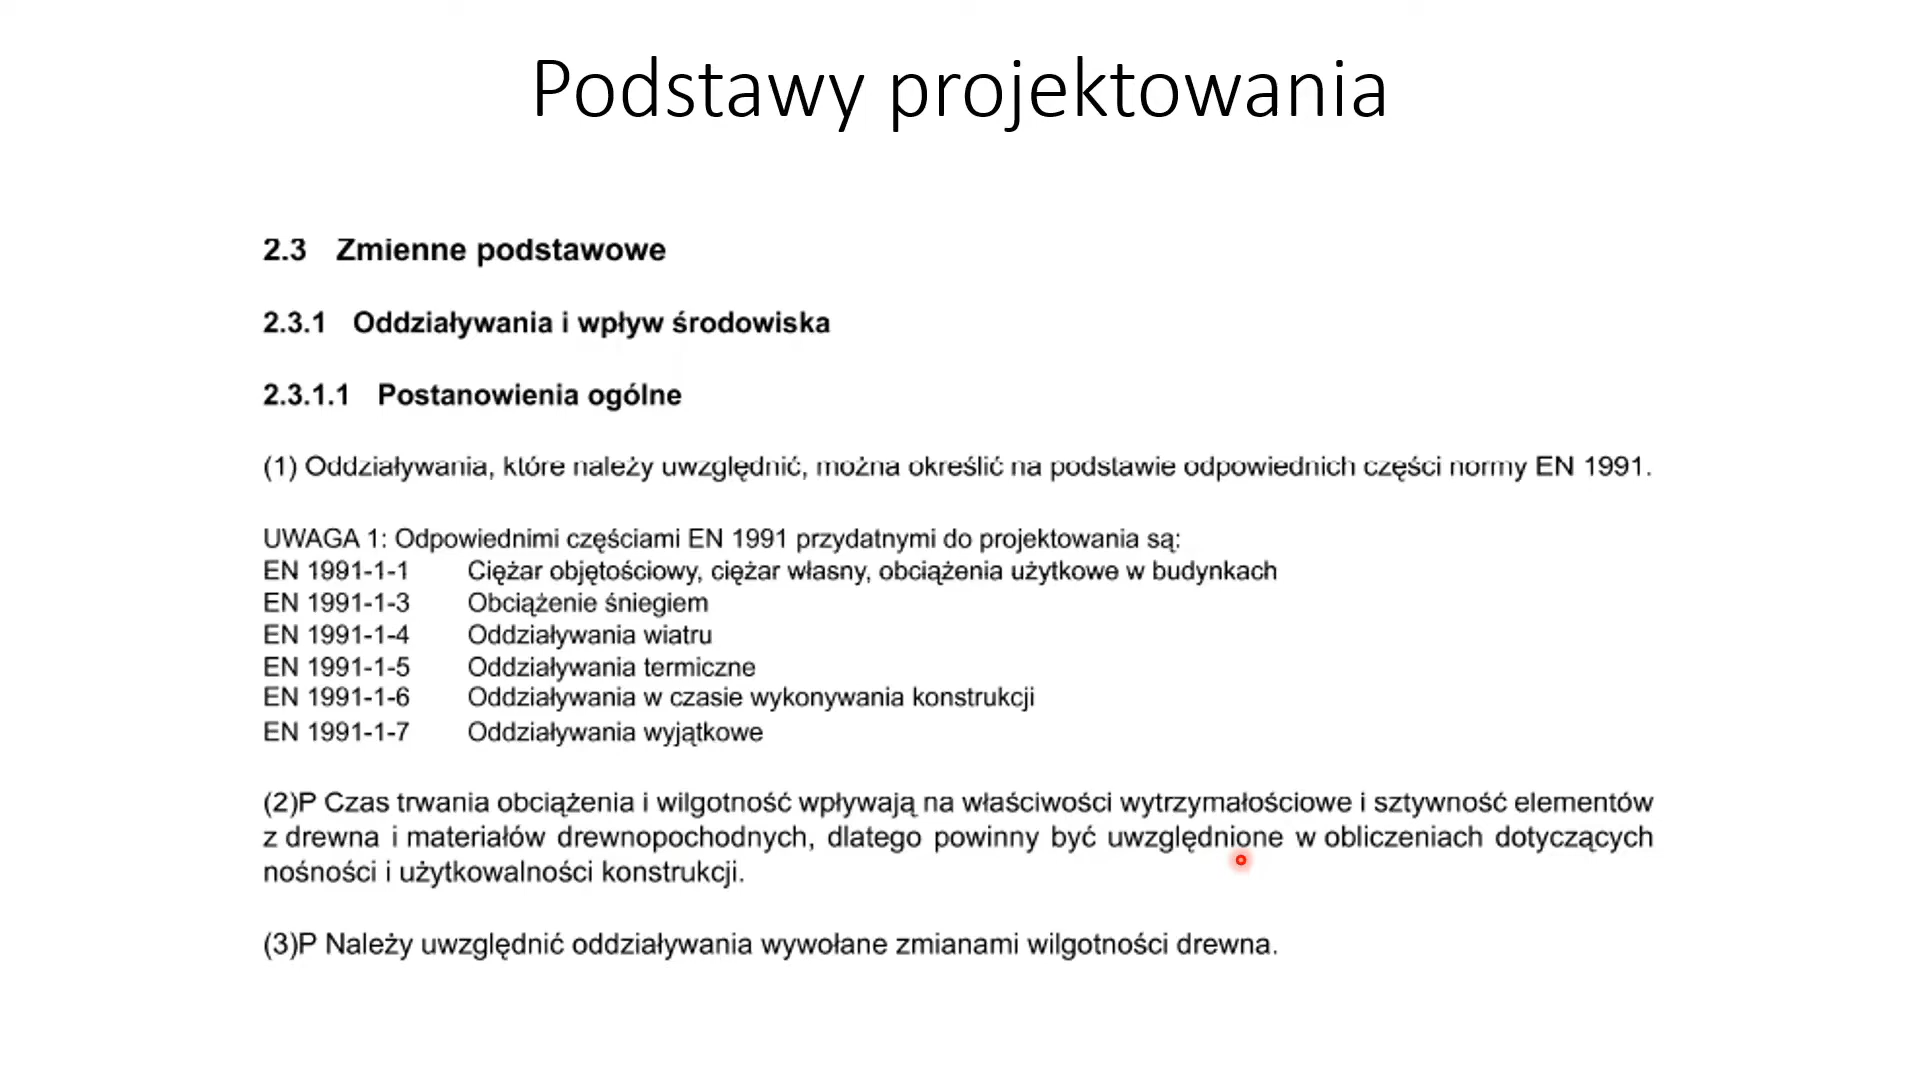 Podstawy projektowania
2.3 Zmienne podstawowe
2.3.1 Oddziaływania i wpływ środowiska
2.3.1.1 Postanowienia ogólne
(1) Oddziaływania, które należy uwzględnić, można określić na podstawie odpowiednich części normy EN 1991.
UWAGA 1: Odpowiednimi częściami EN 1991 przydatnymi do projektowania są:
EN 1991-1-1 Ciężar objętościowy, ciężar własny, obciążenia użytkowe w budynkach
EN 1991-1-3 Obciążenie śniegiem
EN 1991-1-4 Oddziaływania wiatru
EN 1991-1-5 Oddziaływania termiczne
EN 1991-1-6 Oddziaływania w czasie wykonywania konstrukcji
EN 1991-1-7 Oddziaływania wyjątkowe
(2)P Czas trwania obciążenia i wilgotność wpływają na właściwości wytrzymałościowe i sztywność elementów
z drewna i materiałów drewnopochodnych, dlatego powinny być uwzględnione w obliczeniach dotyczących
nośności i użytkowalności konstrukcji.
(3)P Należy uwzględnić oddziaływania wywołane zmianami wilgotności drewna.